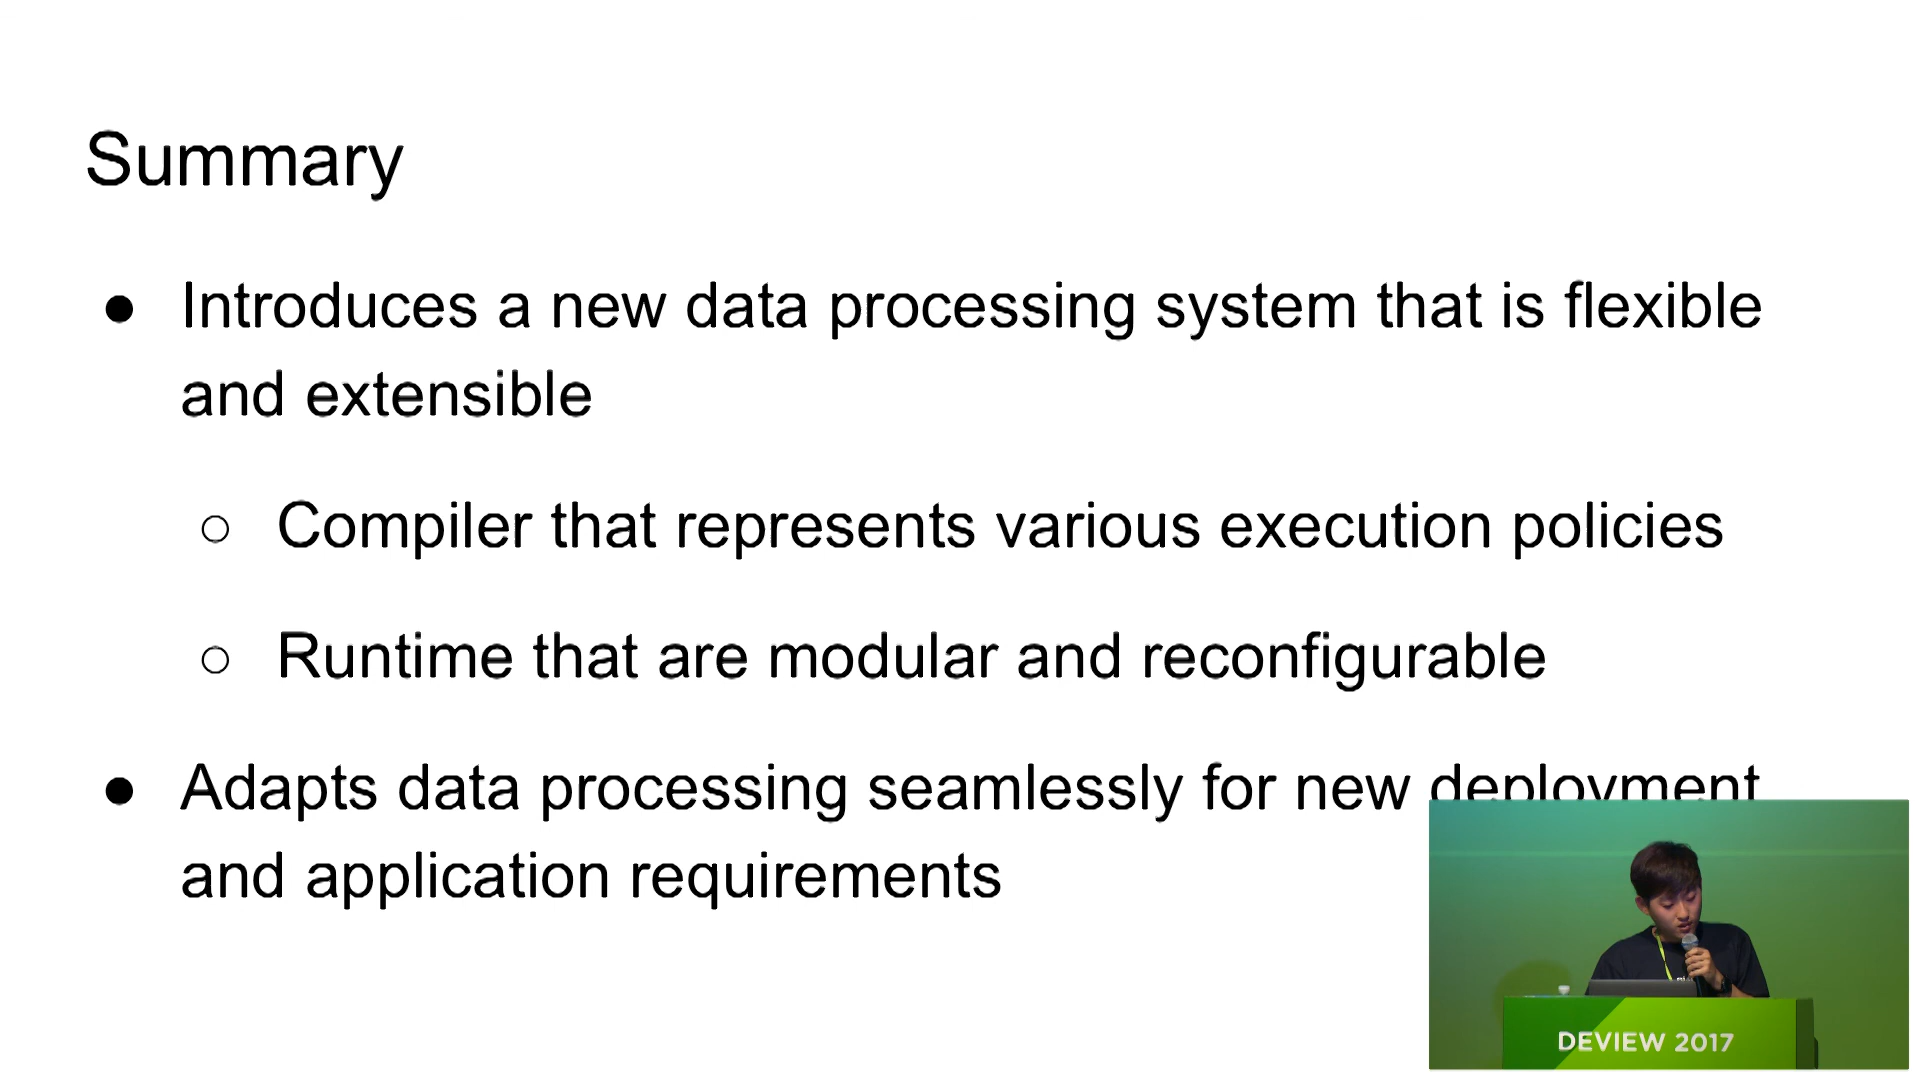 Summary
● Introduces a new data processing system that is flexible
and extensible
○ Compiler that represents various execution policies
○ Runtime that are modular and reconfigurable
● Adapts data processing seamlessly for new deployment
and application requirements
DEVIEW 2017